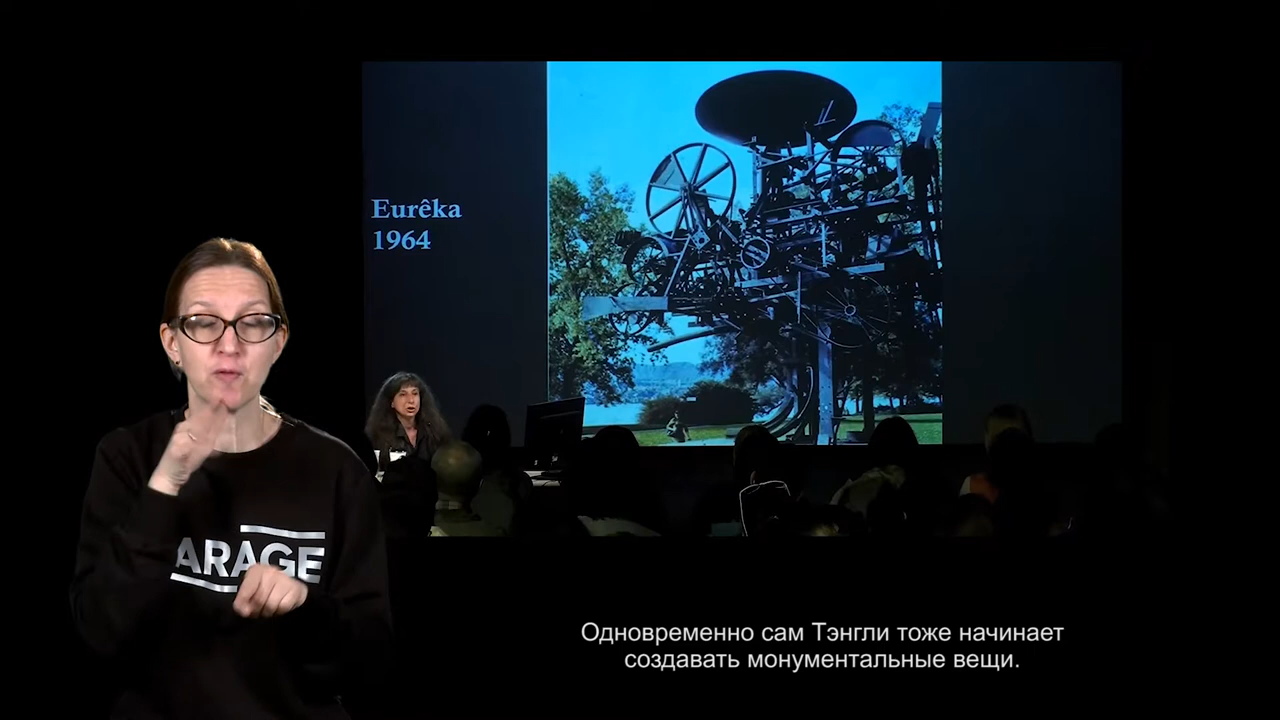 Eurêka
1964
ARAGE
Одновременно сам Тэнгли тоже начинает
создавать монументальные вещи.